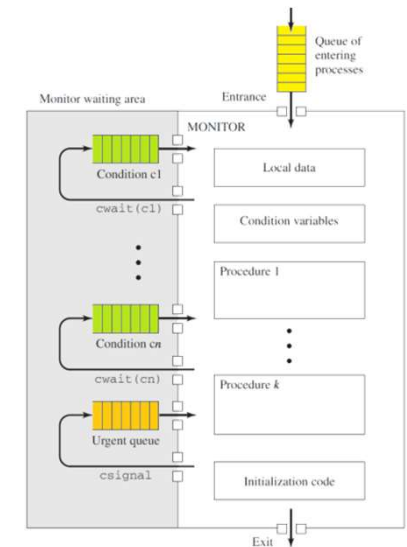 Queue of
entering
processes
Monitor waiting area
Entrance
MONITOR
Condition c1
Local data
cwait(c1)
Condition variables
Procedure 1
Condition cn
cwait(cn)
Procedure k
Urgent queue
csignal
Initialization code
Exit